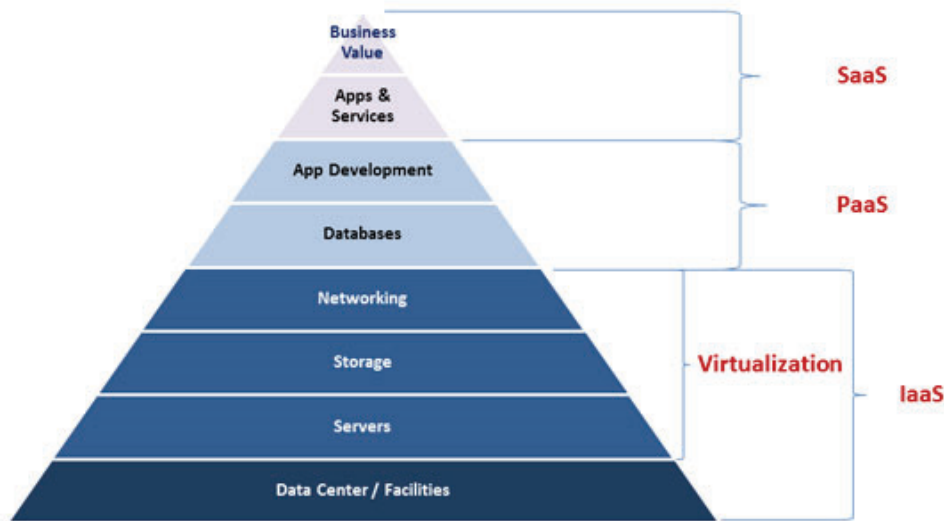 Business
Value
SaaS
Apps &
Services
App Development
PaaS
Databases
Networking
Storage
Virtualization
IaaS
Servers
Data Center / Facilities